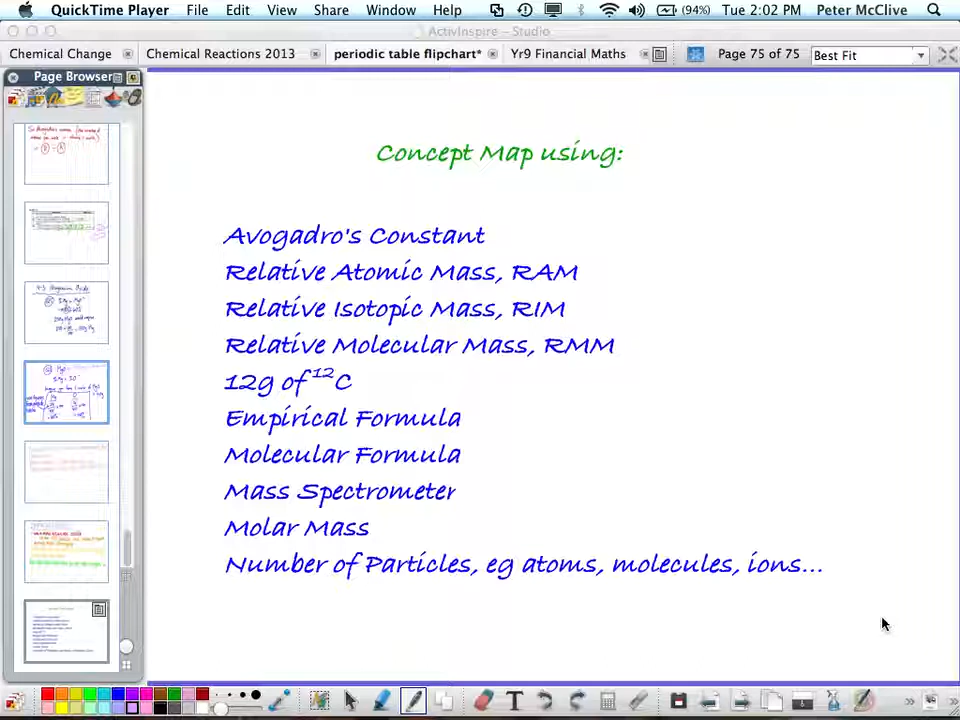 QuickTime Player File Edit View Share Window Help (94%) Tue 2:02 PM Peter McClive
ActivInspire — Studio
Chemical Change Chemical Reactions 2013 periodic table flipchart* Yr9 Financial Maths Page 75 of 75 Best Fit
Page Browser
Concept Map using:
Avogadro's Constant
Relative Atomic Mass, RAM
Relative Isotopic Mass, RIM
Relative Molecular Mass, RMM
12g of ¹²C
Empirical Formula
Molecular Formula
Mass Spectrometer
Molar Mass
Number of Particles, eg atoms, molecules, ions...